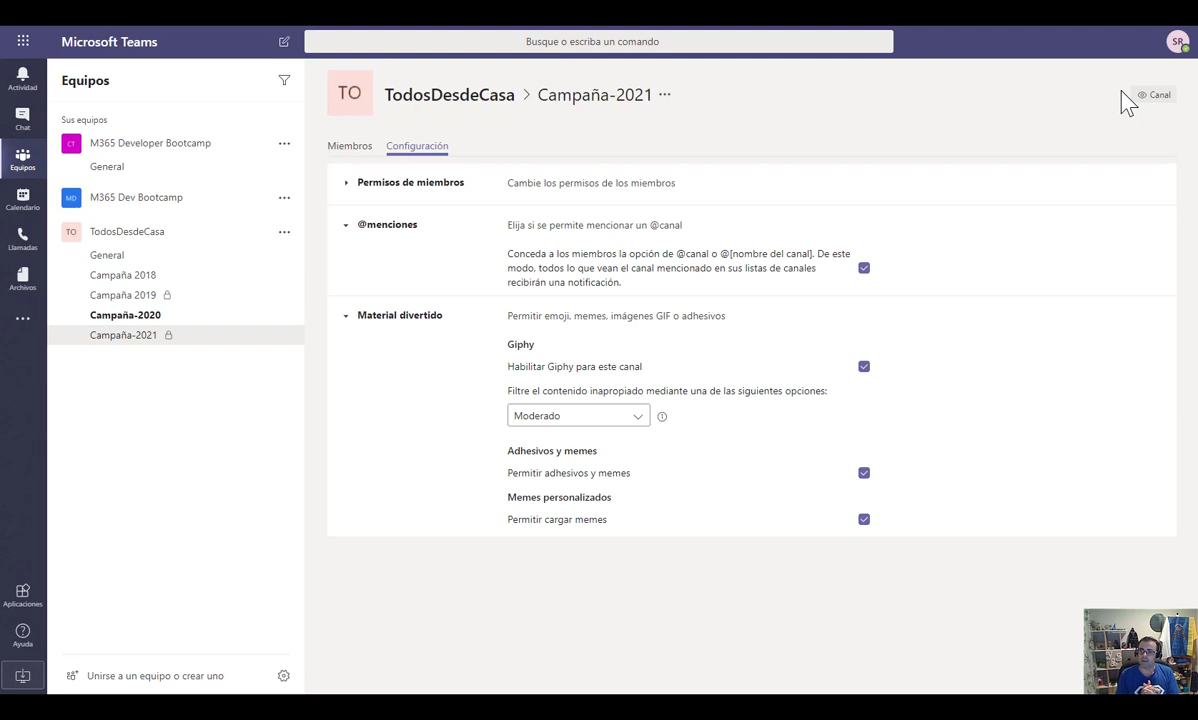 Microsoft Teams
Busque o escriba un comando
SR
Actividad
Chat
Equipos
Calendario
Llamadas
Archivos
Aplicaciones
Ayuda
Equipos
Sus equipos
CT M365 Developer Bootcamp
General
MD M365 Dev Bootcamp
TO TodosDesdeCasa
General
Campaña 2018
Campaña 2019
Campaña-2020
Campaña-2021
Unirse a un equipo o crear uno
TO TodosDesdeCasa > Campaña-2021 ...
Canal
Miembros Configuración
Permisos de miembros Cambie los permisos de los miembros
@menciones Elija si se permite mencionar un @canal
Conceda a los miembros la opción de @canal o @[nombre del canal]. De este
modo, todos lo que vean el canal mencionado en sus listas de canales
recibirán una notificación.
Material divertido Permitir emoji, memes, imágenes GIF o adhesivos
Giphy
Habilitar Giphy para este canal
Filtre el contenido inapropiado mediante una de las siguientes opciones:
Moderado
Adhesivos y memes
Permitir adhesivos y memes
Memes personalizados
Permitir cargar memes